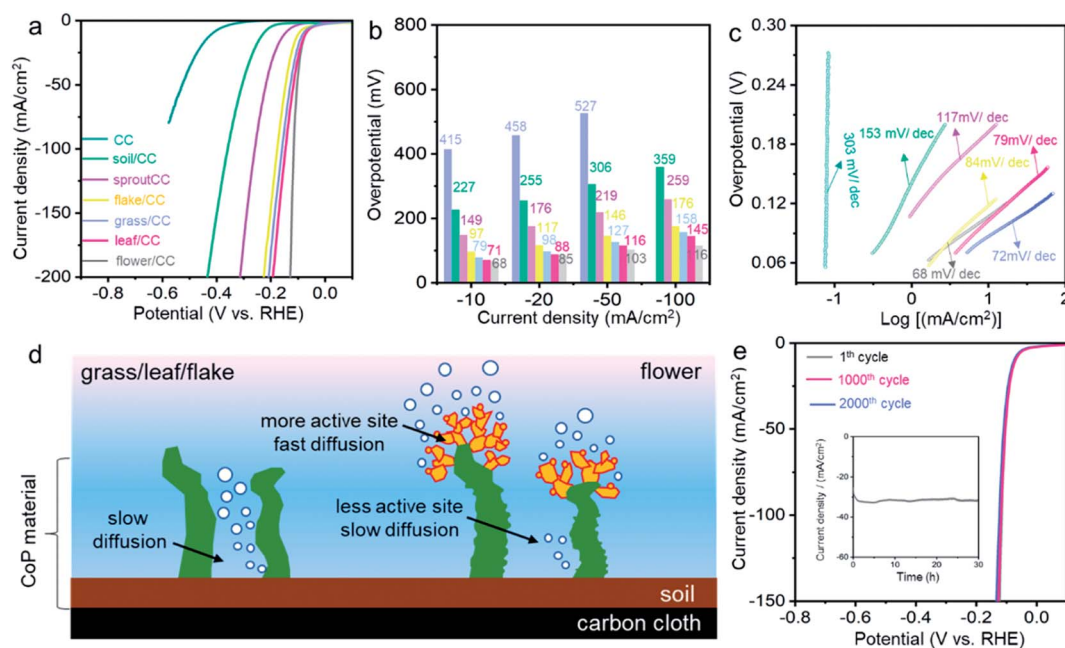 a
Current density (mA/cm²)
0
-50
-100
-150
-200
CC
soil/CC
sproutCC
flake/CC
grass/CC
leaf/CC
flower/CC
-0.8
-0.6
-0.4
-0.2
0.0
Potential (V vs. RHE)
b
Overpotential (mV)
800
600
400
200
0
415
227
149
97
79
71
68
458
255
176
117
98
88
85
527
306
219
146
127
116
103
359
259
176
158
145
116
-10
-20
-50
-100
Current density (mA/cm²)
c
Overpotential (V)
0.30
0.24
0.18
0.12
0.06
303 mV/ dec
153 mV/ dec
117mV/ dec
84mV/ dec
79mV/ dec
68 mV/ dec
72mV/ dec
-1
0
1
2
Log [(mA/cm²)]
d
grass/leaf/flake
flower
more active site
fast diffusion
less active site
slow diffusion
slow
diffusion
CoP material
soil
carbon cloth
e
Current density (mA/cm²)
0
-50
-100
-150
1ᵗʰ cycle
1000ᵗʰ cycle
2000ᵗʰ cycle
Current density / (mA/cm²)
0
-20
-40
-60
0
10
20
30
Time (h)
-0.8
-0.6
-0.4
-0.2
0.0
Potential (V vs. RHE)